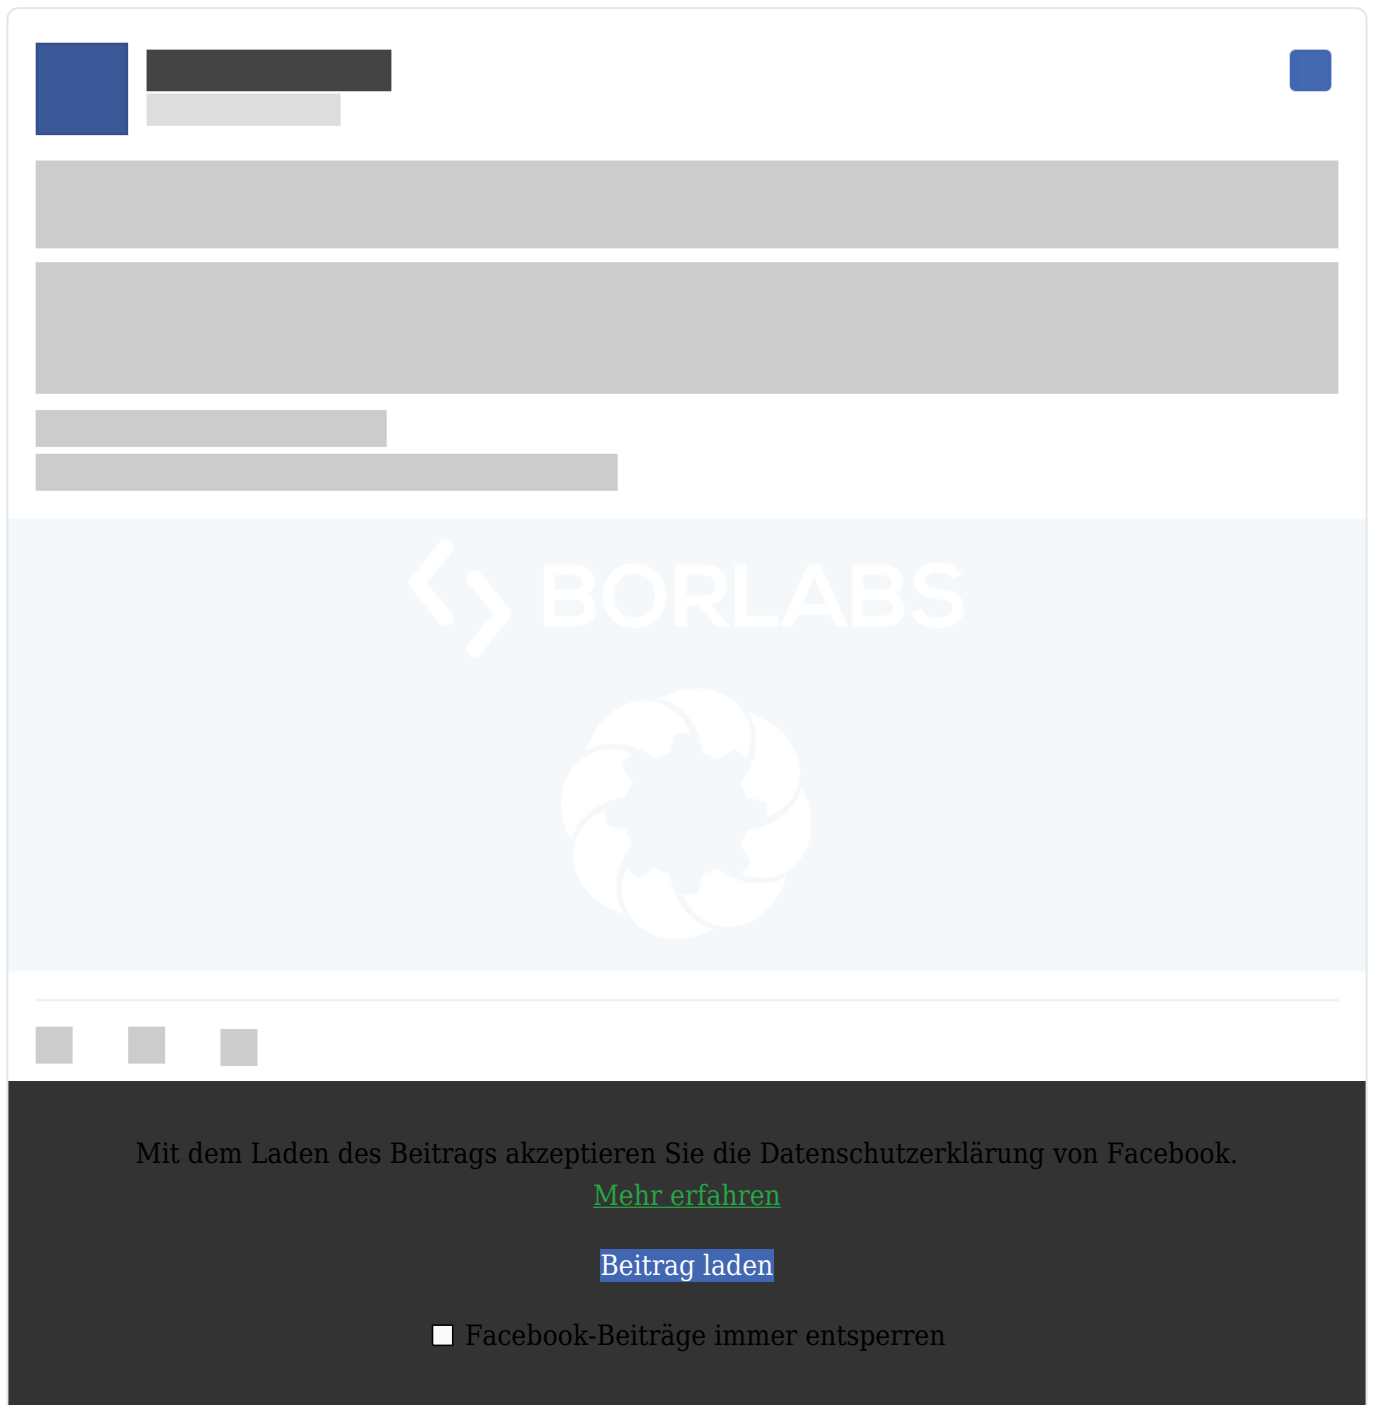 BORLABS
Mit dem Laden des Beitrags akzeptieren Sie die Datenschutzerklärung von Facebook.
Mehr erfahren
Beitrag laden
Facebook-Beiträge immer entsperren